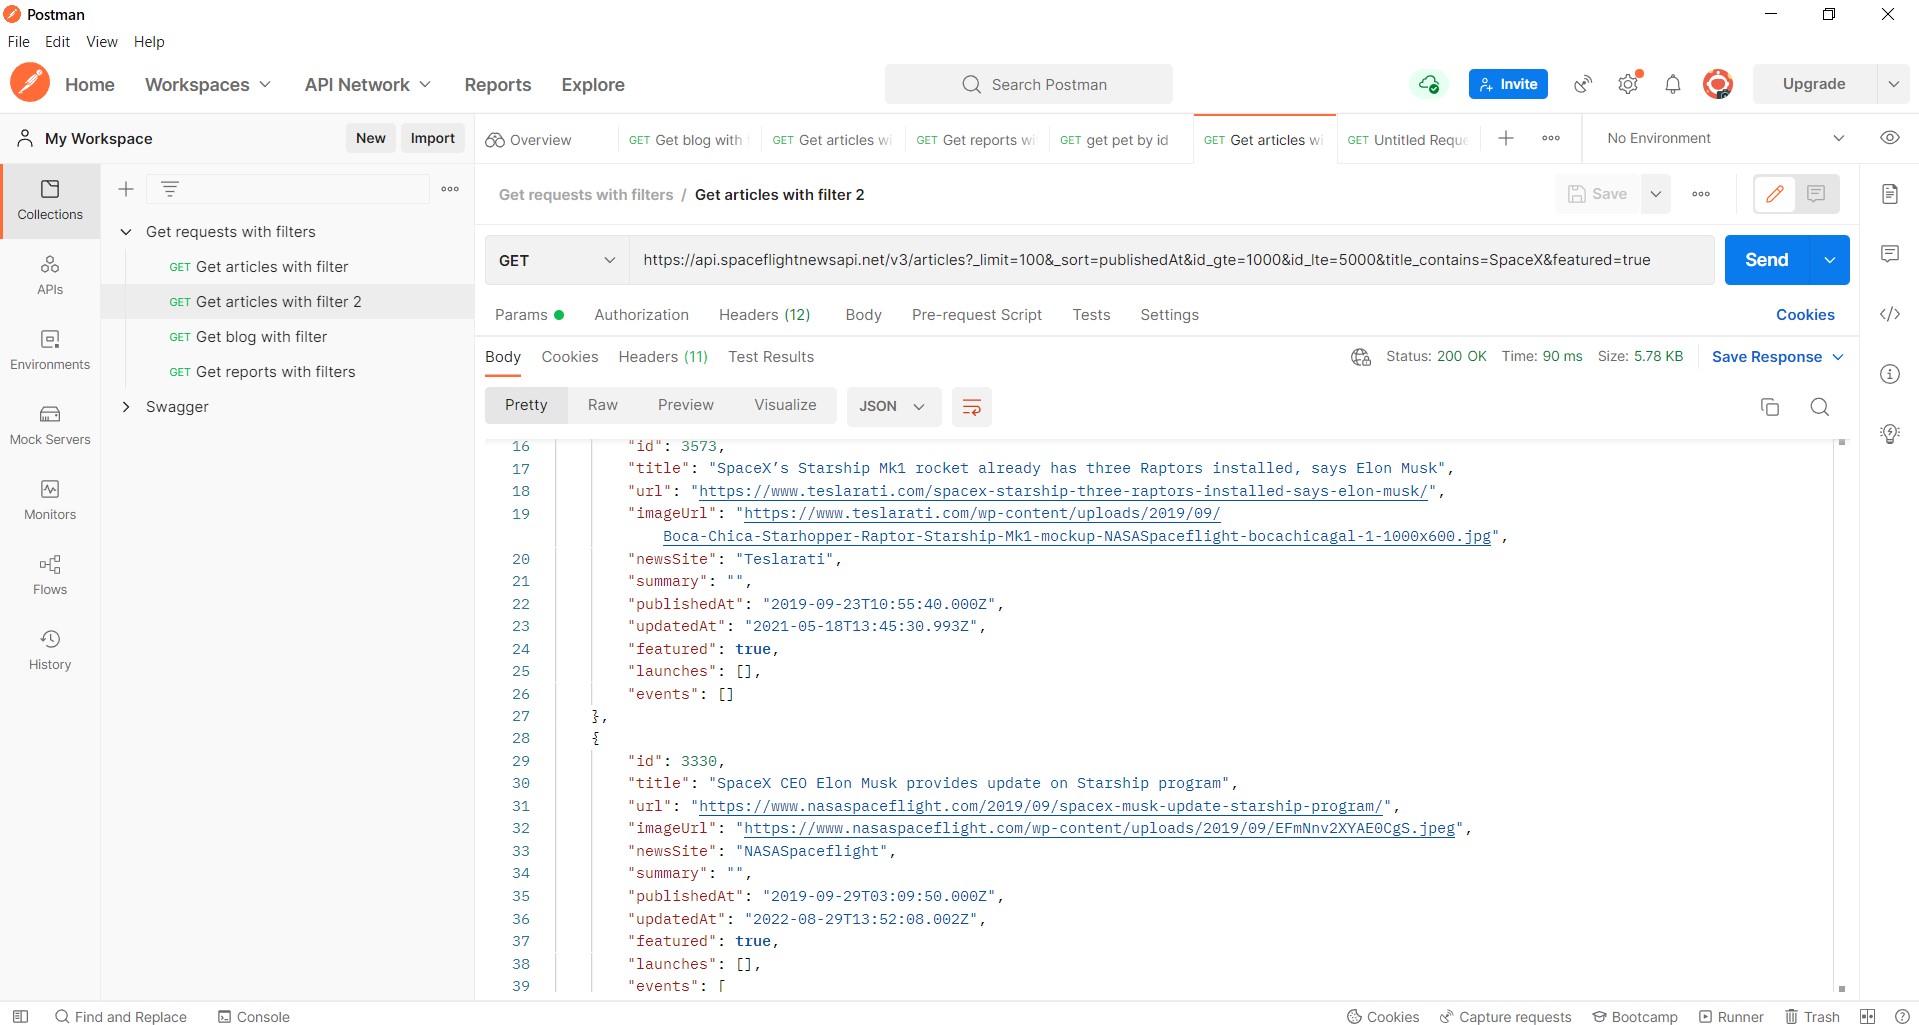 Postman
File Edit View Help
Home Workspaces API Network Reports Explore Search Postman Invite Upgrade
My Workspace New Import Overview GET Get blog with GET Get articles wi GET Get reports wi GET get pet by id GET Get articles wi GET Untitled Reque No Environment
Collections
APIs
Environments
Mock Servers
Monitors
Flows
History
Get requests with filters
GET Get articles with filter
GET Get articles with filter 2
GET Get blog with filter
GET Get reports with filters
Swagger
Get requests with filters / Get articles with filter 2 Save
GET https://api.spaceflightnewsapi.net/v3/articles?_limit=100&_sort=publishedAt&id_gte=1000&id_lte=5000&title_contains=SpaceX&featured=true Send
Params Authorization Headers (12) Body Pre-request Script Tests Settings Cookies
Body Cookies Headers (11) Test Results Status: 200 OK Time: 90 ms Size: 5.78 KB Save Response
Pretty Raw Preview Visualize JSON
16 "id": 3573,
17 "title": "SpaceX’s Starship Mk1 rocket already has three Raptors installed, says Elon Musk",
18 "url": "https://www.teslarati.com/spacex-starship-three-raptors-installed-says-elon-musk/",
19 "imageUrl": "https://www.teslarati.com/wp-content/uploads/2019/09/
Boca-Chica-Starhopper-Raptor-Starship-Mk1-mockup-NASASpaceflight-bocachicagal-1-1000x600.jpg",
20 "newsSite": "Teslarati",
21 "summary": "",
22 "publishedAt": "2019-09-23T10:55:40.000Z",
23 "updatedAt": "2021-05-18T13:45:30.993Z",
24 "featured": true,
25 "launches": [],
26 "events": []
27 },
28 {
29 "id": 3330,
30 "title": "SpaceX CEO Elon Musk provides update on Starship program",
31 "url": "https://www.nasaspaceflight.com/2019/09/spacex-musk-update-starship-program/",
32 "imageUrl": "https://www.nasaspaceflight.com/wp-content/uploads/2019/09/EFmNnv2XYAE0CgS.jpeg",
33 "newsSite": "NASASpaceflight",
34 "summary": "",
35 "publishedAt": "2019-09-29T03:09:50.000Z",
36 "updatedAt": "2022-08-29T13:52:08.002Z",
37 "featured": true,
38 "launches": [],
39 "events": [
Find and Replace Console Cookies Capture requests Bootcamp Runner Trash